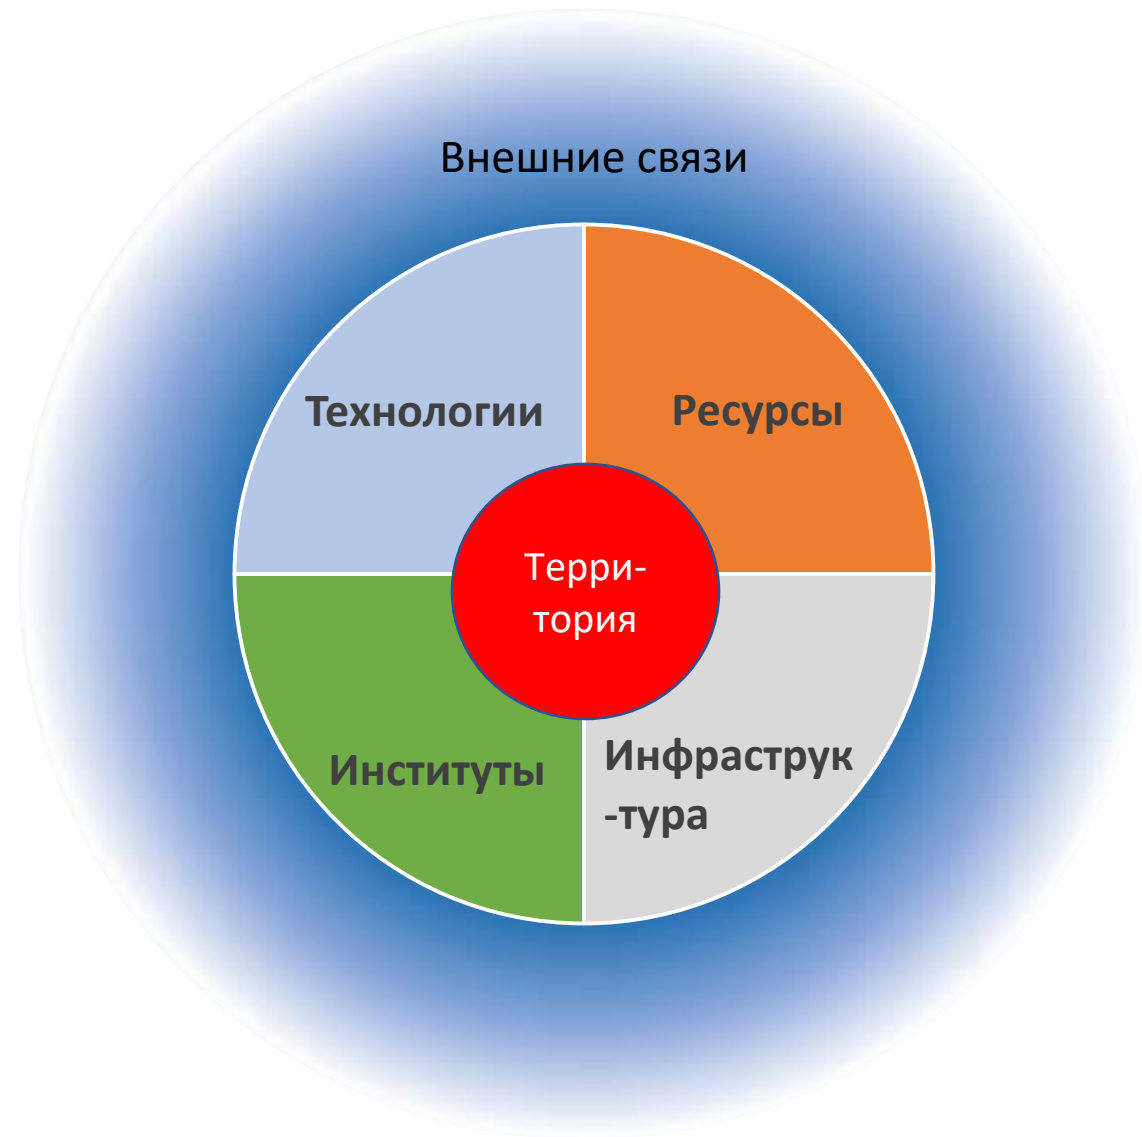 Внешние связи
Технологии
Ресурсы
Терри-
тория
Институты
Инфраструк
-тура